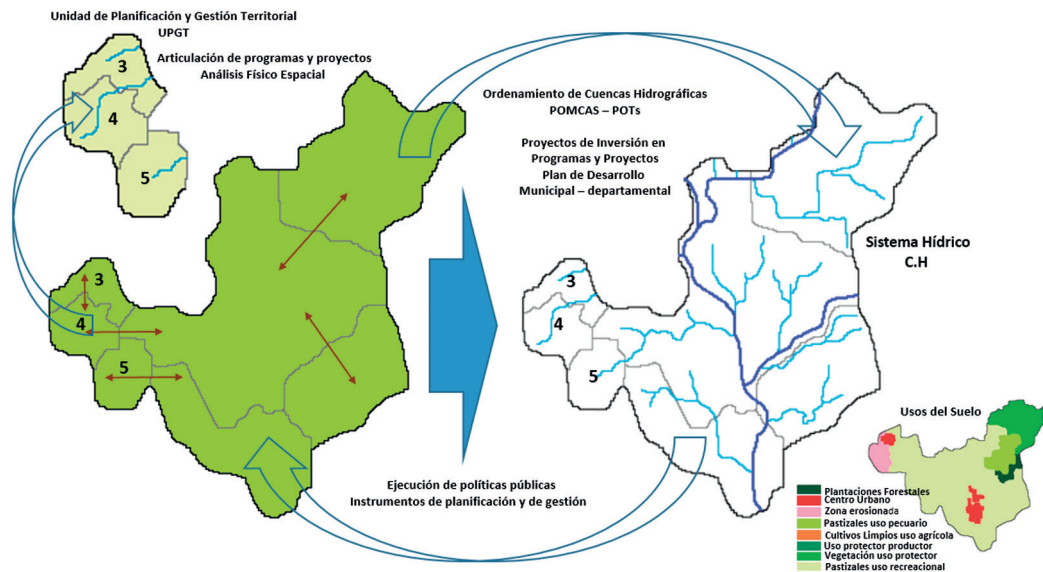 Unidad de Planificación y Gestión Territorial
UPGT
Articulación de programas y proyectos
Análisis Físico Espacial
3
4
5
Ordenamiento de Cuencas Hidrográficas
POMCAS – POTs
Proyectos de Inversión en
Programas y Proyectos
Plan de Desarrollo
Municipal – departamental
Sistema Hídrico
C.H
3
4
5
3
4
5
Ejecución de políticas públicas
Instrumentos de planificación y de gestión
Usos del Suelo
Plantaciones Forestales
Centro Urbano
Zona erosionada
Pastizales uso pecuario
Cultivos Limpios uso agrícola
Uso protector productor
Vegetación uso protector
Pastizales uso recreacional